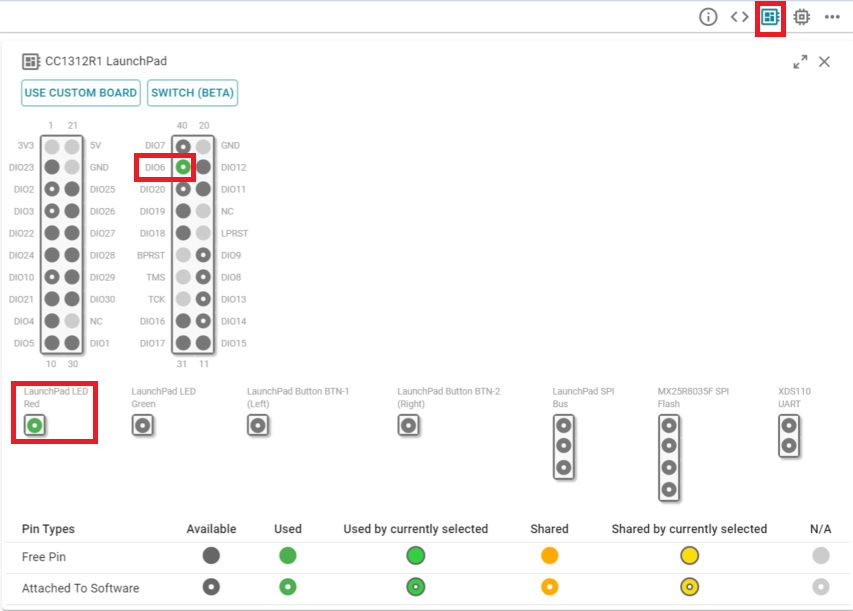 CC1312R1 LaunchPad
USE CUSTOM BOARD SWITCH (BETA)
1 21 40 20
3V3 5V DIO7 GND
DIO23 GND DIO6 DIO12
DIO2 DIO25 DIO20 DIO11
DIO3 DIO26 DIO19 NC
DIO22 DIO27 DIO18 LPRST
DIO24 DIO28 BPRST DIO9
DIO10 DIO29 TMS DIO8
DIO21 DIO30 TCK DIO13
DIO4 NC DIO16 DIO14
DIO5 DIO1 DIO17 DIO15
10 30 31 11
LaunchPad LED LaunchPad LED LaunchPad Button BTN-1 LaunchPad Button BTN-2 LaunchPad SPI MX25R8035F SPI XDS110
Red Green (Left) (Right) Bus Flash UART
Pin Types Available Used Used by currently selected Shared Shared by currently selected N/A
Free Pin
Attached To Software